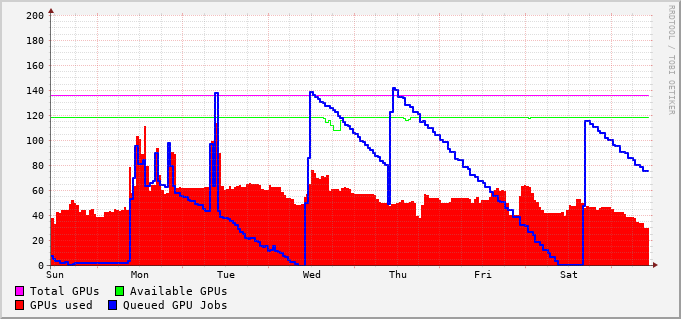 RRDTOOL / TOBI OETIKER
200
180
160
140
120
100
80
60
40
20
0
Sun Mon Tue Wed Thu Fri Sat
Total GPUs Available GPUs
GPUs used Queued GPU Jobs